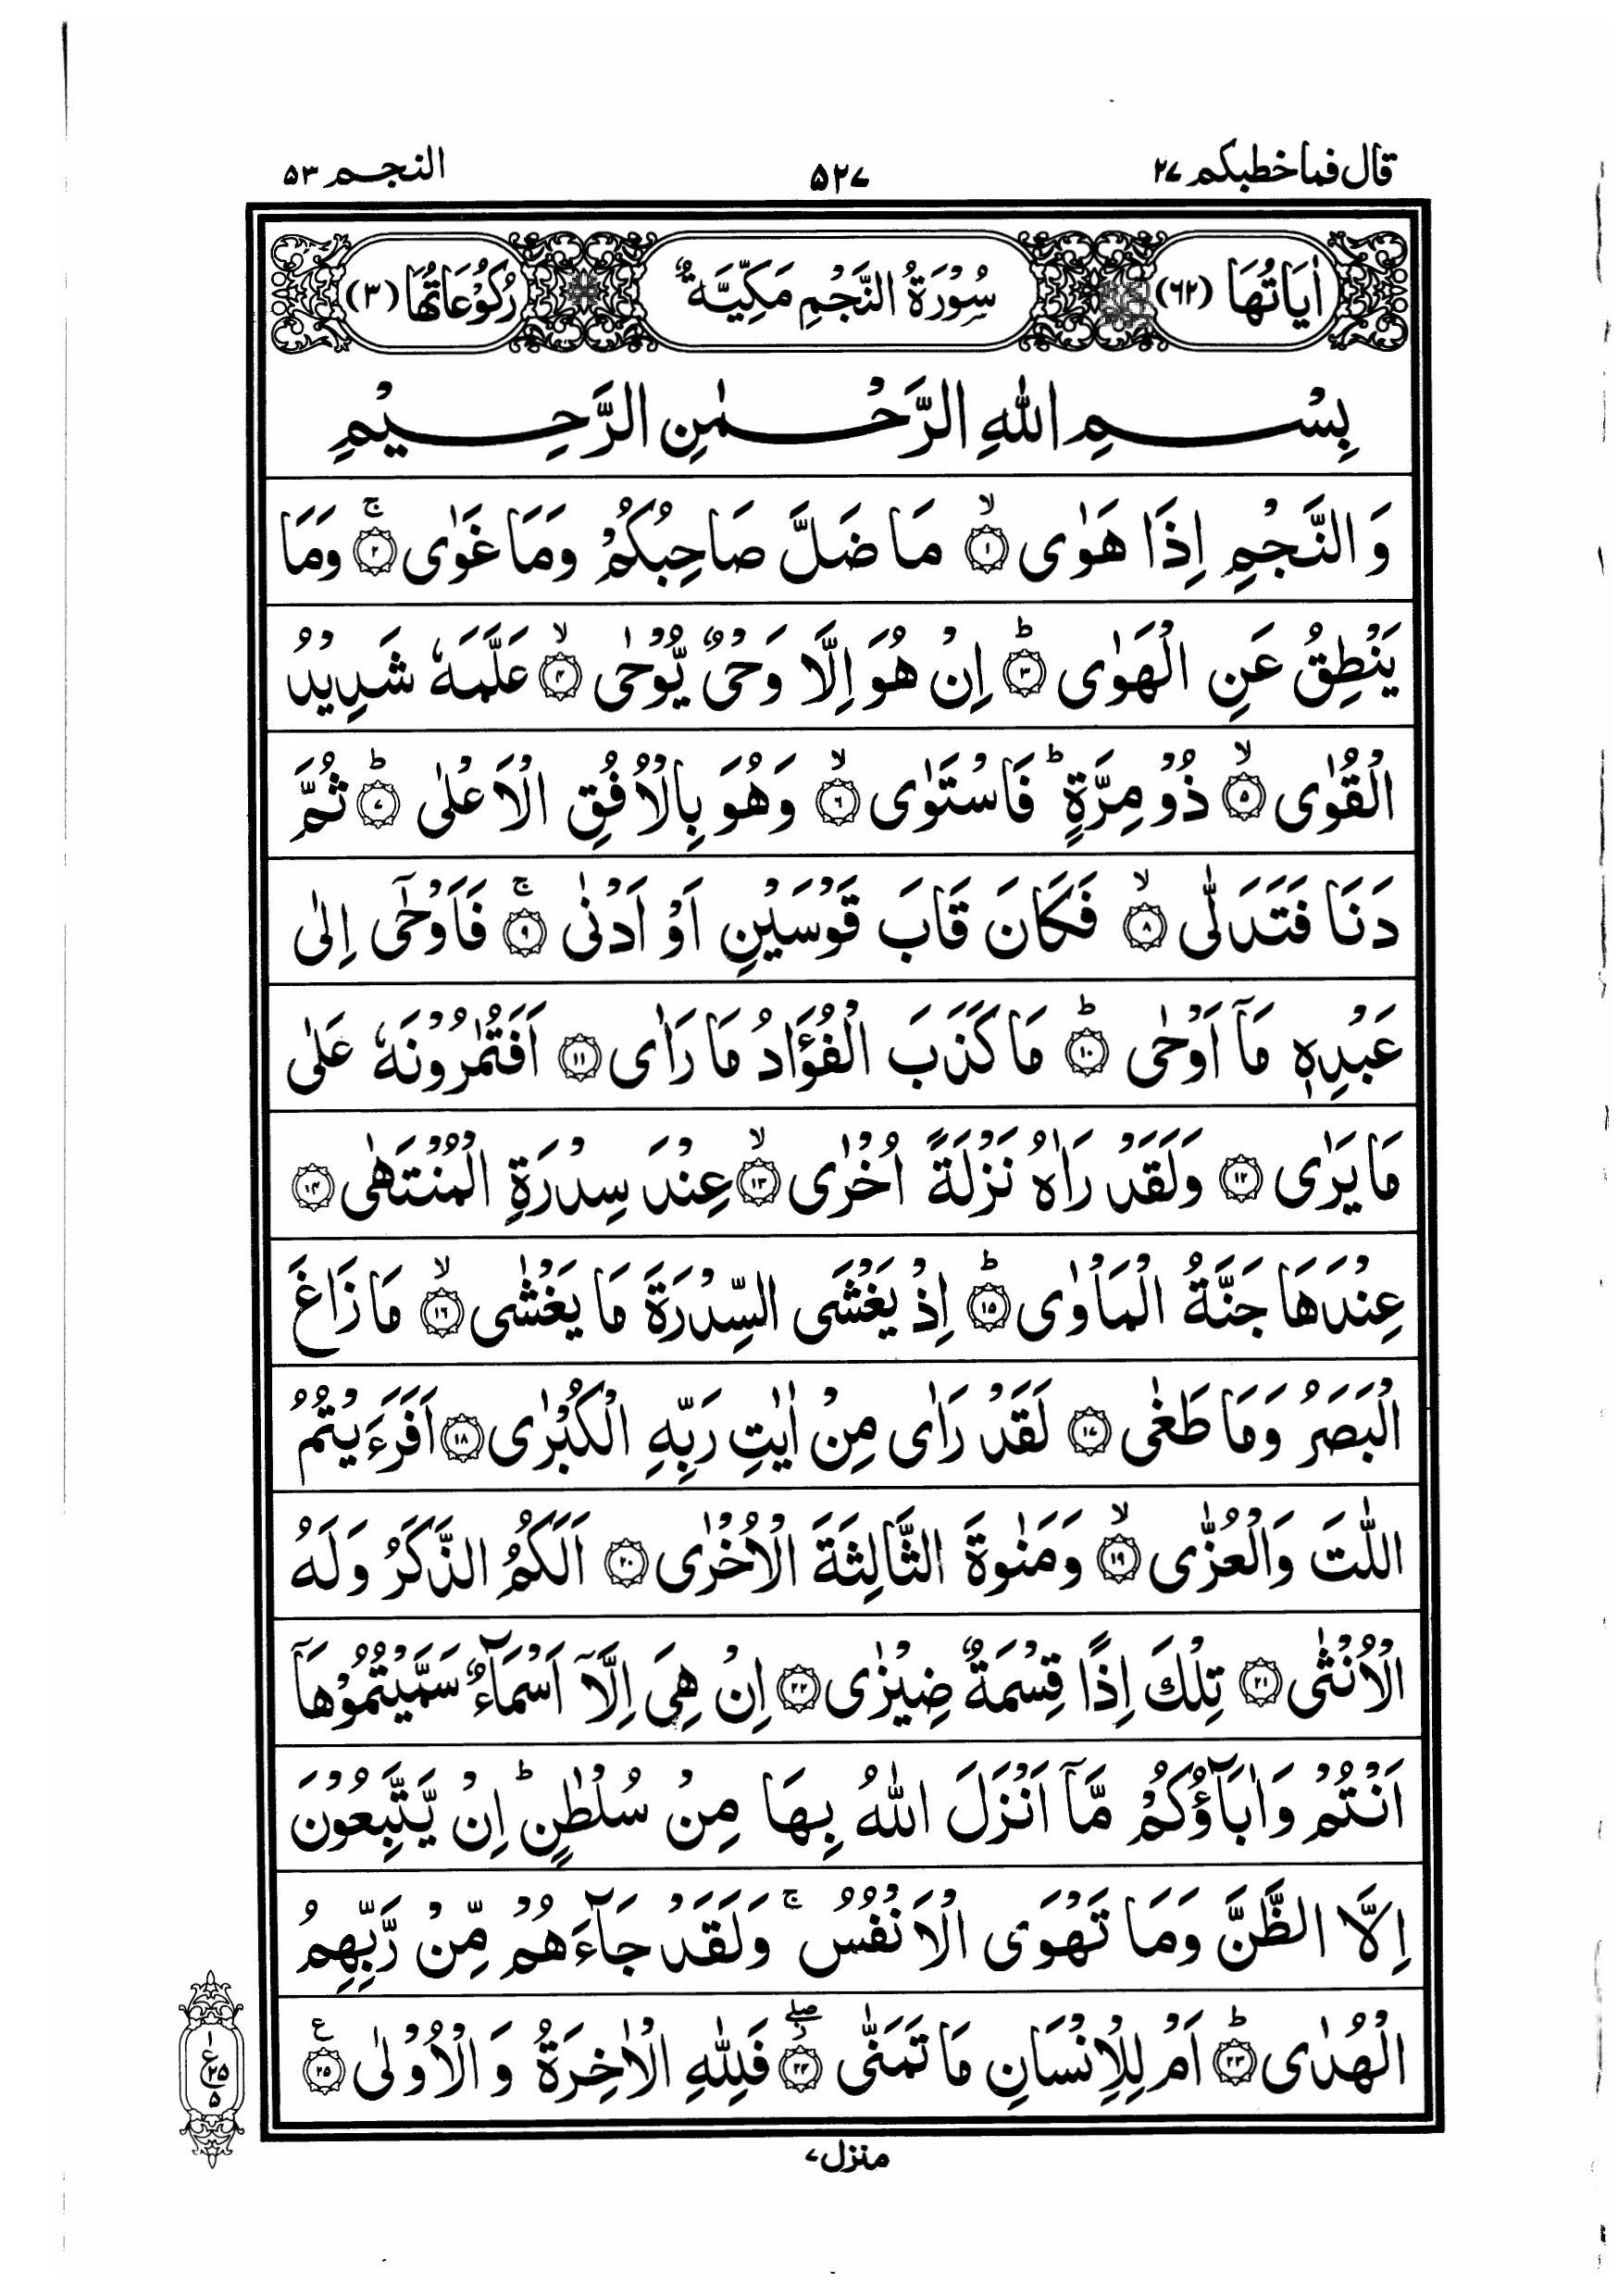 قال فماخطبكم ٢٧
٥٢٧
النجم ٥٣
اٰيَاتُهَا (٦٢)
سُوْرَةُ النَّجْمِ مَكِّيَّةٌ
رُكُوْعَاتُهَا (٣)
بِسْمِ اللّٰهِ الرَّحْمٰنِ الرَّحِيْمِ
وَالنَّجْمِ اِذَا هَوٰى ۙ‏﴿١﴾ مَا ضَلَّ صَاحِبُكُمْ وَمَا غَوٰى ۚ‏﴿٢﴾ وَمَا
يَنْطِقُ عَنِ الْهَوٰى ؕ‏﴿٣﴾ اِنْ هُوَ اِلَّا وَحْىٌ يُّوْحٰى ۙ‏﴿٤﴾ عَلَّمَهٗ شَدِيْدُ
الْقُوٰى ۙ‏﴿٥﴾ ذُوْ مِرَّةٍ ؕ فَاسْتَوٰى ۙ‏﴿٦﴾ وَهُوَ بِالْاُفُقِ الْاَعْلٰى ؕ‏﴿٧﴾ ثُمَّ
دَنَا فَتَدَلّٰى ۙ‏﴿٨﴾ فَكَانَ قَابَ قَوْسَيْنِ اَوْ اَدْنٰى ۚ‏﴿٩﴾ فَاَوْحٰۤى اِلٰى
عَبْدِهٖ مَاۤ اَوْحٰى ؕ‏﴿١٠﴾ مَا كَذَبَ الْفُؤَادُ مَا رَاٰى ﴿١١﴾ اَفَتُمٰرُوْنَهٗ عَلٰى
مَا يَرٰى ﴿١٢﴾ وَلَقَدْ رَاٰهُ نَزْلَةً اُخْرٰى ۙ‏﴿١٣﴾ عِنْدَ سِدْرَةِ الْمُنْتَهٰى ﴿١٤﴾
عِنْدَهَا جَنَّةُ الْمَاْوٰى ؕ‏﴿١٥﴾ اِذْ يَغْشَى السِّدْرَةَ مَا يَغْشٰى ۙ‏﴿١٦﴾ مَا زَاغَ
الْبَصَرُ وَمَا طَغٰى ﴿١٧﴾ لَقَدْ رَاٰى مِنْ اٰيٰتِ رَبِّهِ الْكُبْرٰى ﴿١٨﴾ اَفَرَءَيْتُمُ
اللّٰتَ وَالْعُزّٰى ۙ‏﴿١٩﴾ وَمَنٰوةَ الثَّالِثَةَ الْاُخْرٰى ﴿٢٠﴾ اَلَكُمُ الذَّكَرُ وَلَهُ
الْاُنْثٰى ﴿٢١﴾ تِلْكَ اِذًا قِسْمَةٌ ضِيْزٰى ﴿٢٢﴾ اِنْ هِىَ اِلَّاۤ اَسْمَآءٌ سَمَّيْتُمُوْهَاۤ
اَنْتُمْ وَاٰبَآؤُكُمْ مَّاۤ اَنْزَلَ اللّٰهُ بِهَا مِنْ سُلْطٰنٍ ؕ اِنْ يَّتَّبِعُوْنَ
اِلَّا الظَّنَّ وَمَا تَهْوَى الْاَنْفُسُ ۚ وَلَقَدْ جَآءَهُمْ مِّنْ رَّبِّهِمُ
الْهُدٰى ؕ‏﴿٢٣﴾ اَمْ لِلْاِنْسَانِ مَا تَمَنّٰى ۖ‏﴿٢٤﴾ فَلِلّٰهِ الْاٰخِرَةُ وَالْاُوْلٰى ﴿٢٥﴾ ع
١
ع ٢٥
٥
منزل ٧